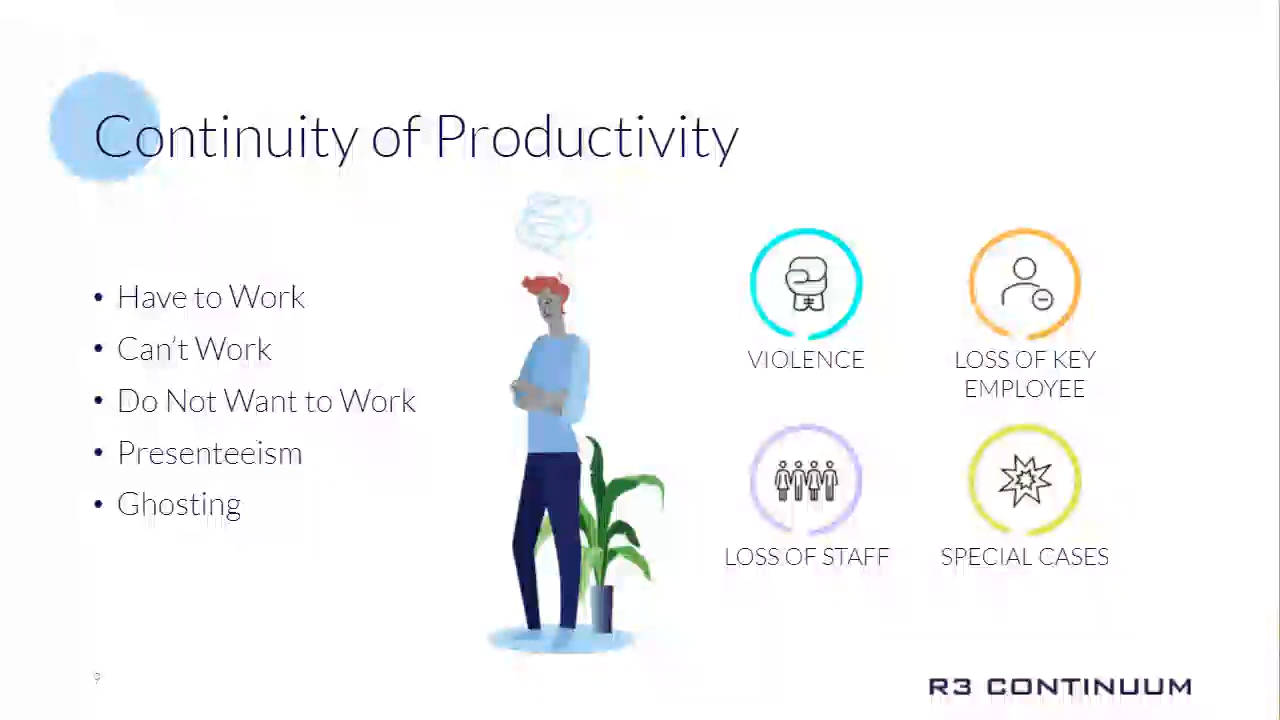 Continuity of Productivity
• Have to Work
• Can't Work
• Do Not Want to Work
• Presenteeism
• Ghosting
VIOLENCE
LOSS OF KEY
EMPLOYEE
LOSS OF STAFF
SPECIAL CASES
9
R3 CONTINUUM